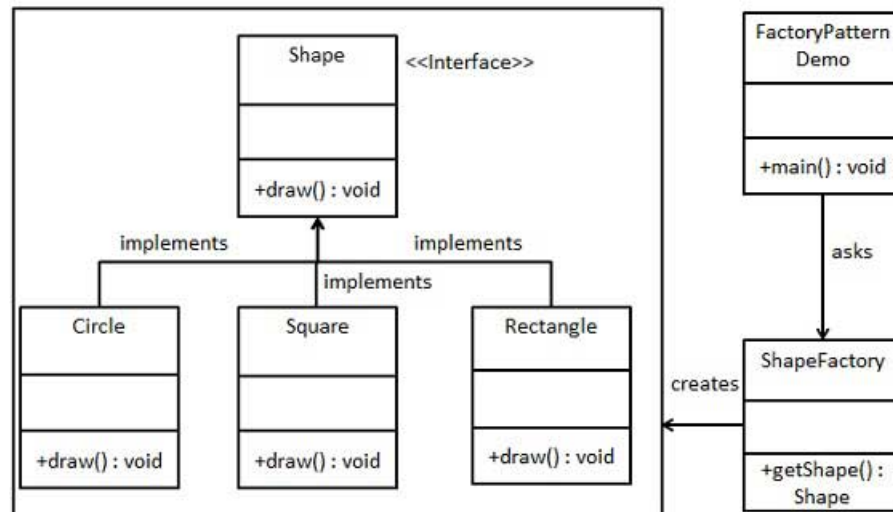 Shape
<<Interface>>
+draw() : void
implements
implements
implements
Circle
+draw() : void
Square
+draw() : void
Rectangle
+draw() : void
FactoryPattern
Demo
+main() : void
asks
ShapeFactory
+getShape() :
Shape
creates